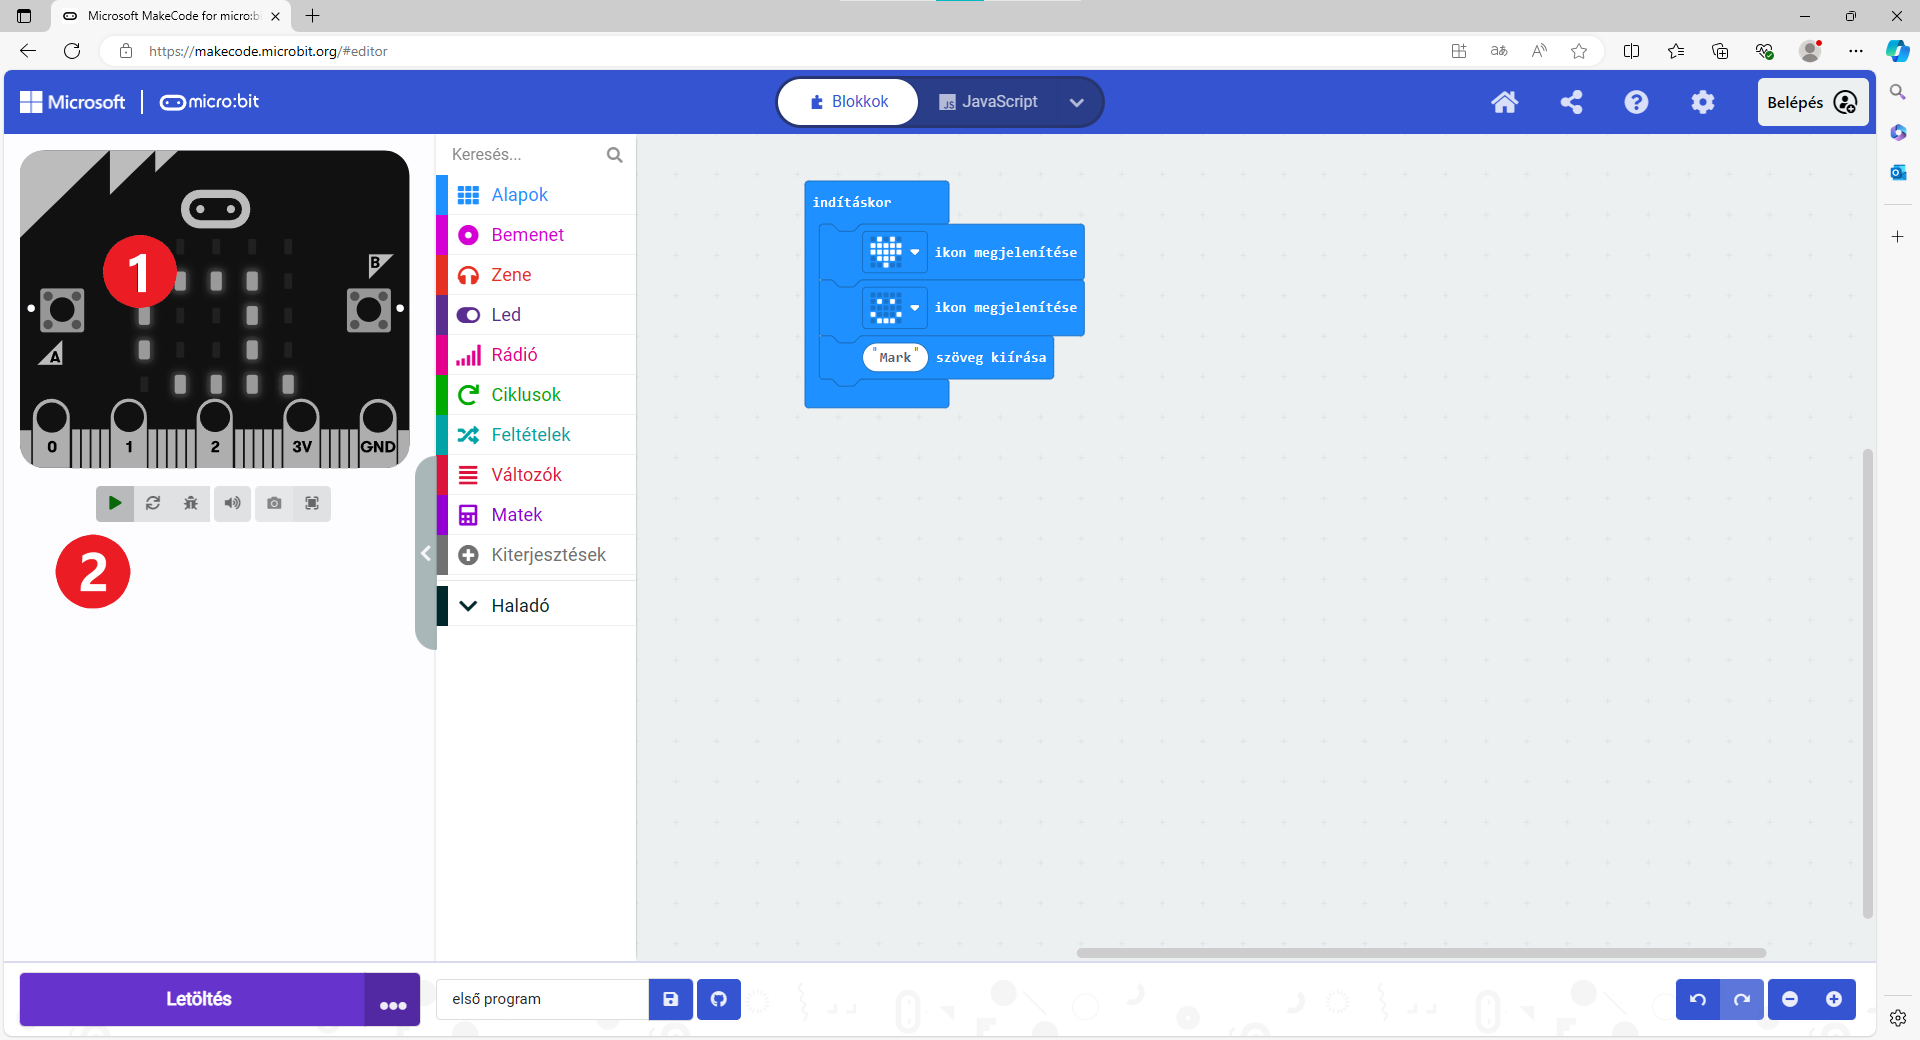 Microsoft MakeCode for micro:bi
https://makecode.microbit.org/#editor
Microsoft
micro:bit
Blokkok
JS JavaScript
Belépés
Keresés...
Alapok
Bemenet
Zene
Led
Rádió
Ciklusok
Feltételek
Változók
Matek
Kiterjesztések
Haladó
1
B
A
0 1 2 3V GND
2
indításkor
ikon megjelenítése
ikon megjelenítése
"Mark" szöveg kiírása
Letöltés
első program